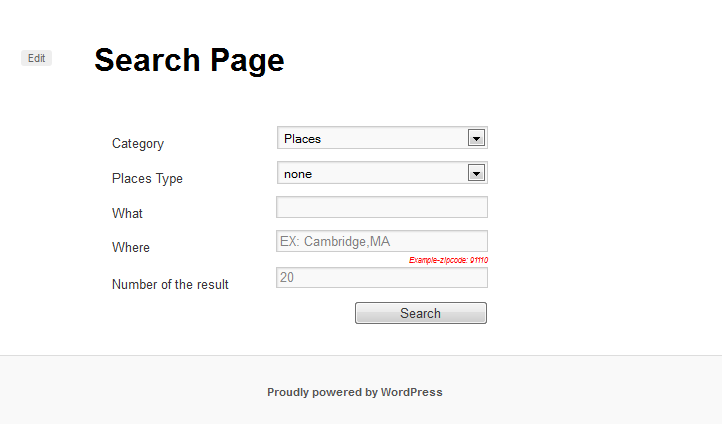 Edit
Search Page
Category Places
Places Type none
What
Where EX: Cambridge,MA
Example-zipcode: 91110
Number of the result 20
Search
Proudly powered by WordPress